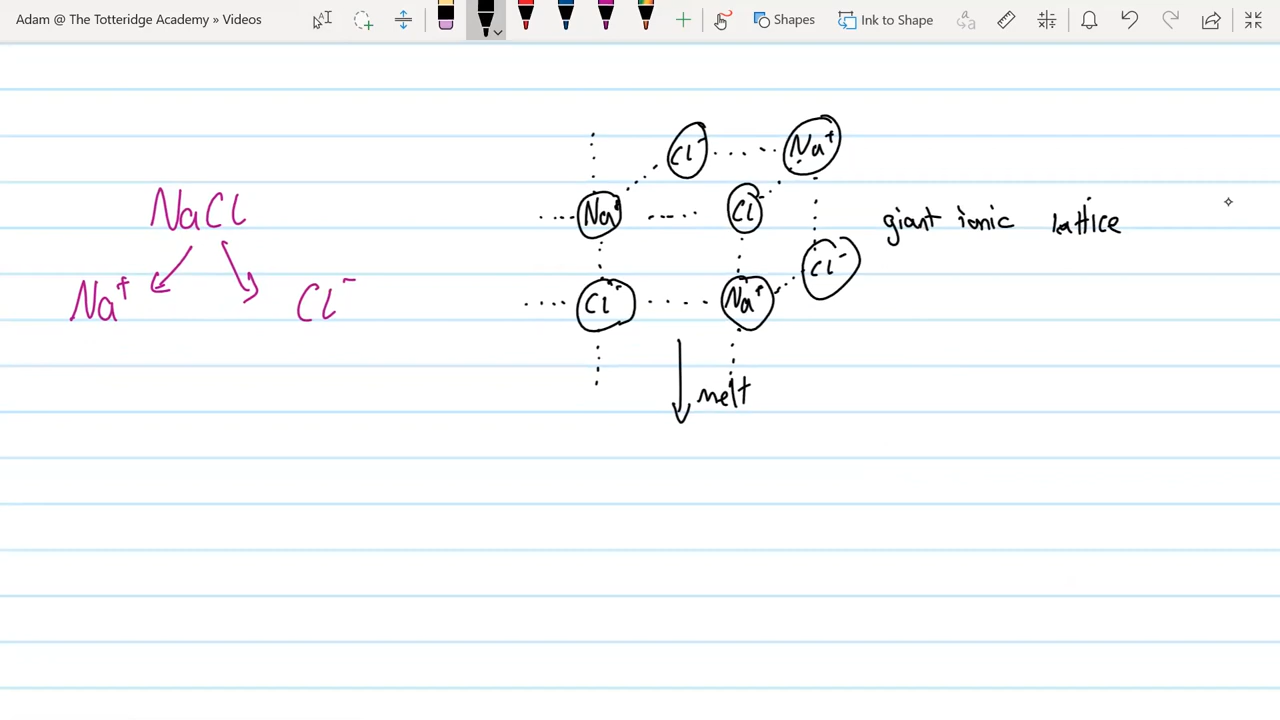 Adam @ The Totteridge Academy » Videos
Shapes
Ink to Shape
Cl⁻ Na⁺
NaCl
Na⁺ Cl⁻
giant ionic lattice
Cl⁻
Na⁺ Cl⁻
Cl⁻ Na⁺
melt